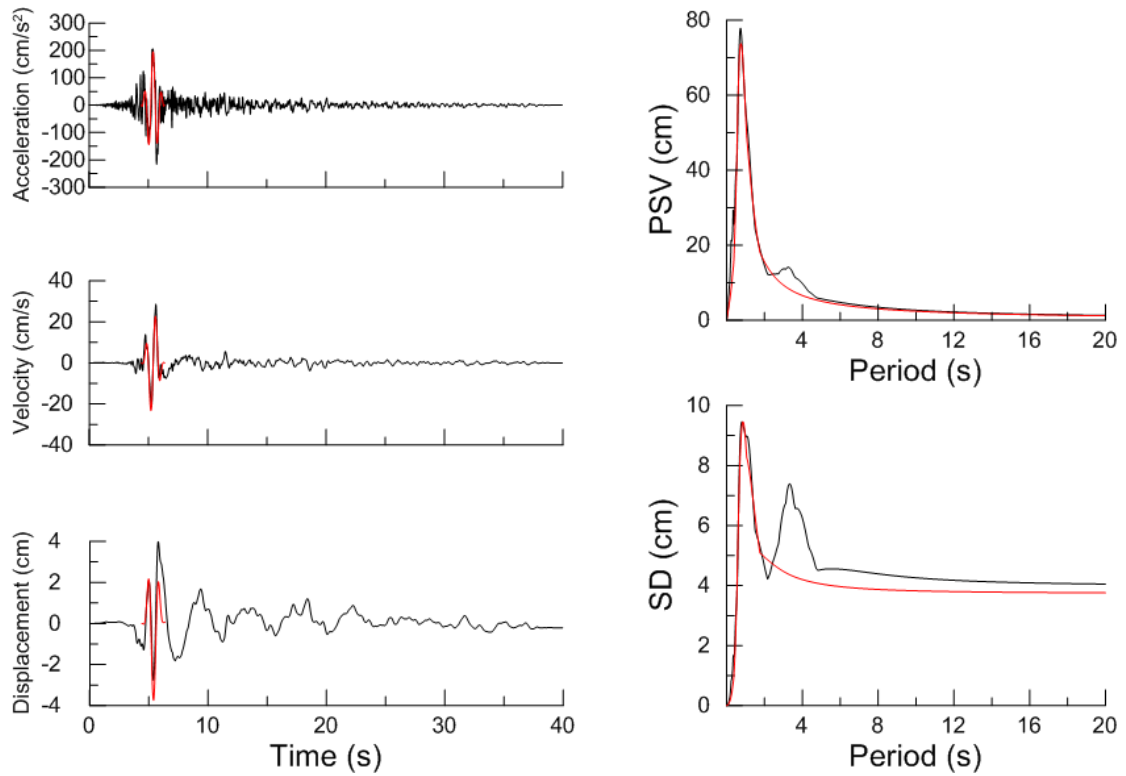 Acceleration (cm/s²)
300
200
100
0
-100
-200
-300
Velocity (cm/s)
40
20
0
-20
-40
Displacement (cm)
4
2
0
-2
-4
0 10 20 30 40
Time (s)
PSV (cm)
80
60
40
20
0
4 8 12 16 20
Period (s)
SD (cm)
10
8
6
4
2
0
4 8 12 16 20
Period (s)